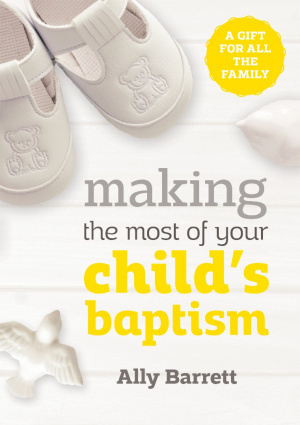 A GIFT
FOR ALL
THE
FAMILY
making
the most of your
child's
baptism
Ally Barrett